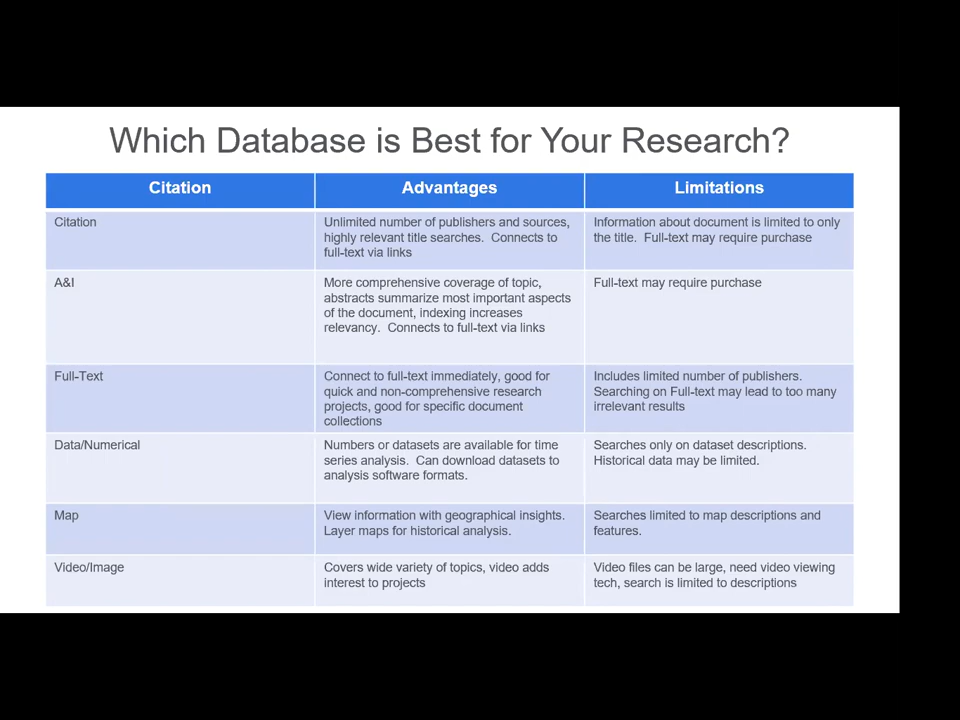 Which Database is Best for Your Research?
Citation
Advantages
Limitations
Citation
Unlimited number of publishers and sources,
highly relevant title searches.  Connects to
full-text via links
Information about document is limited to only
the title.  Full-text may require purchase
A&I
More comprehensive coverage of topic,
abstracts summarize most important aspects
of the document, indexing increases
relevancy.  Connects to full-text via links
Full-text may require purchase
Full-Text
Connect to full-text immediately, good for
quick and non-comprehensive research
projects, good for specific document
collections
Includes limited number of publishers.
Searching on Full-text may lead to too many
irrelevant results
Data/Numerical
Numbers or datasets are available for time
series analysis.  Can download datasets to
analysis software formats.
Searches only on dataset descriptions.
Historical data may be limited.
Map
View information with geographical insights.
Layer maps for historical analysis.
Searches limited to map descriptions and
features.
Video/Image
Covers wide variety of topics, video adds
interest to projects
Video files can be large, need video viewing
tech, search is limited to descriptions